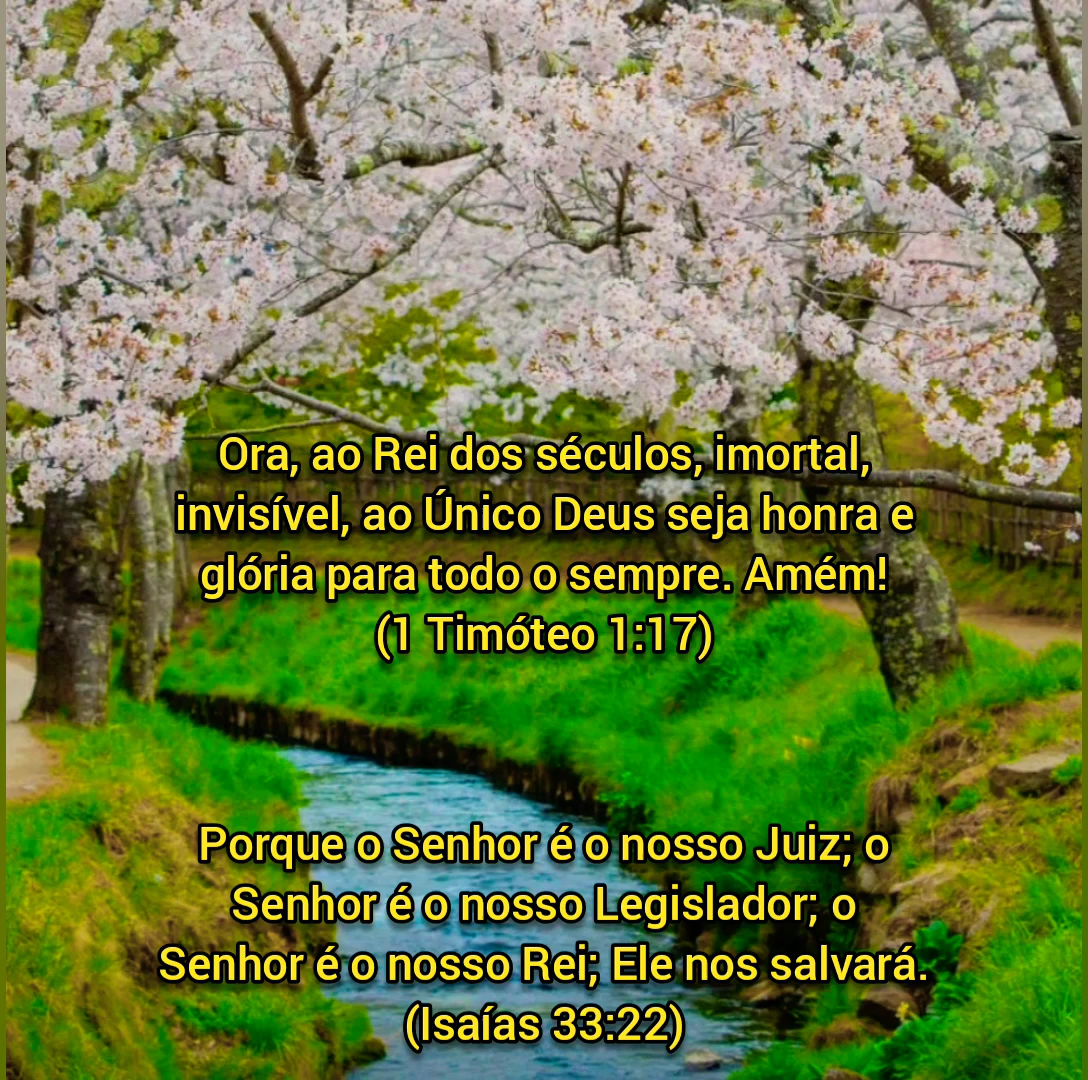 Ora, ao Rei dos séculos, imortal,
invisível, ao Único Deus seja honra e
glória para todo o sempre. Amém!
(1 Timóteo 1:17)
Porque o Senhor é o nosso Juiz; o
Senhor é o nosso Legislador; o
Senhor é o nosso Rei; Ele nos salvará.
(Isaías 33:22)